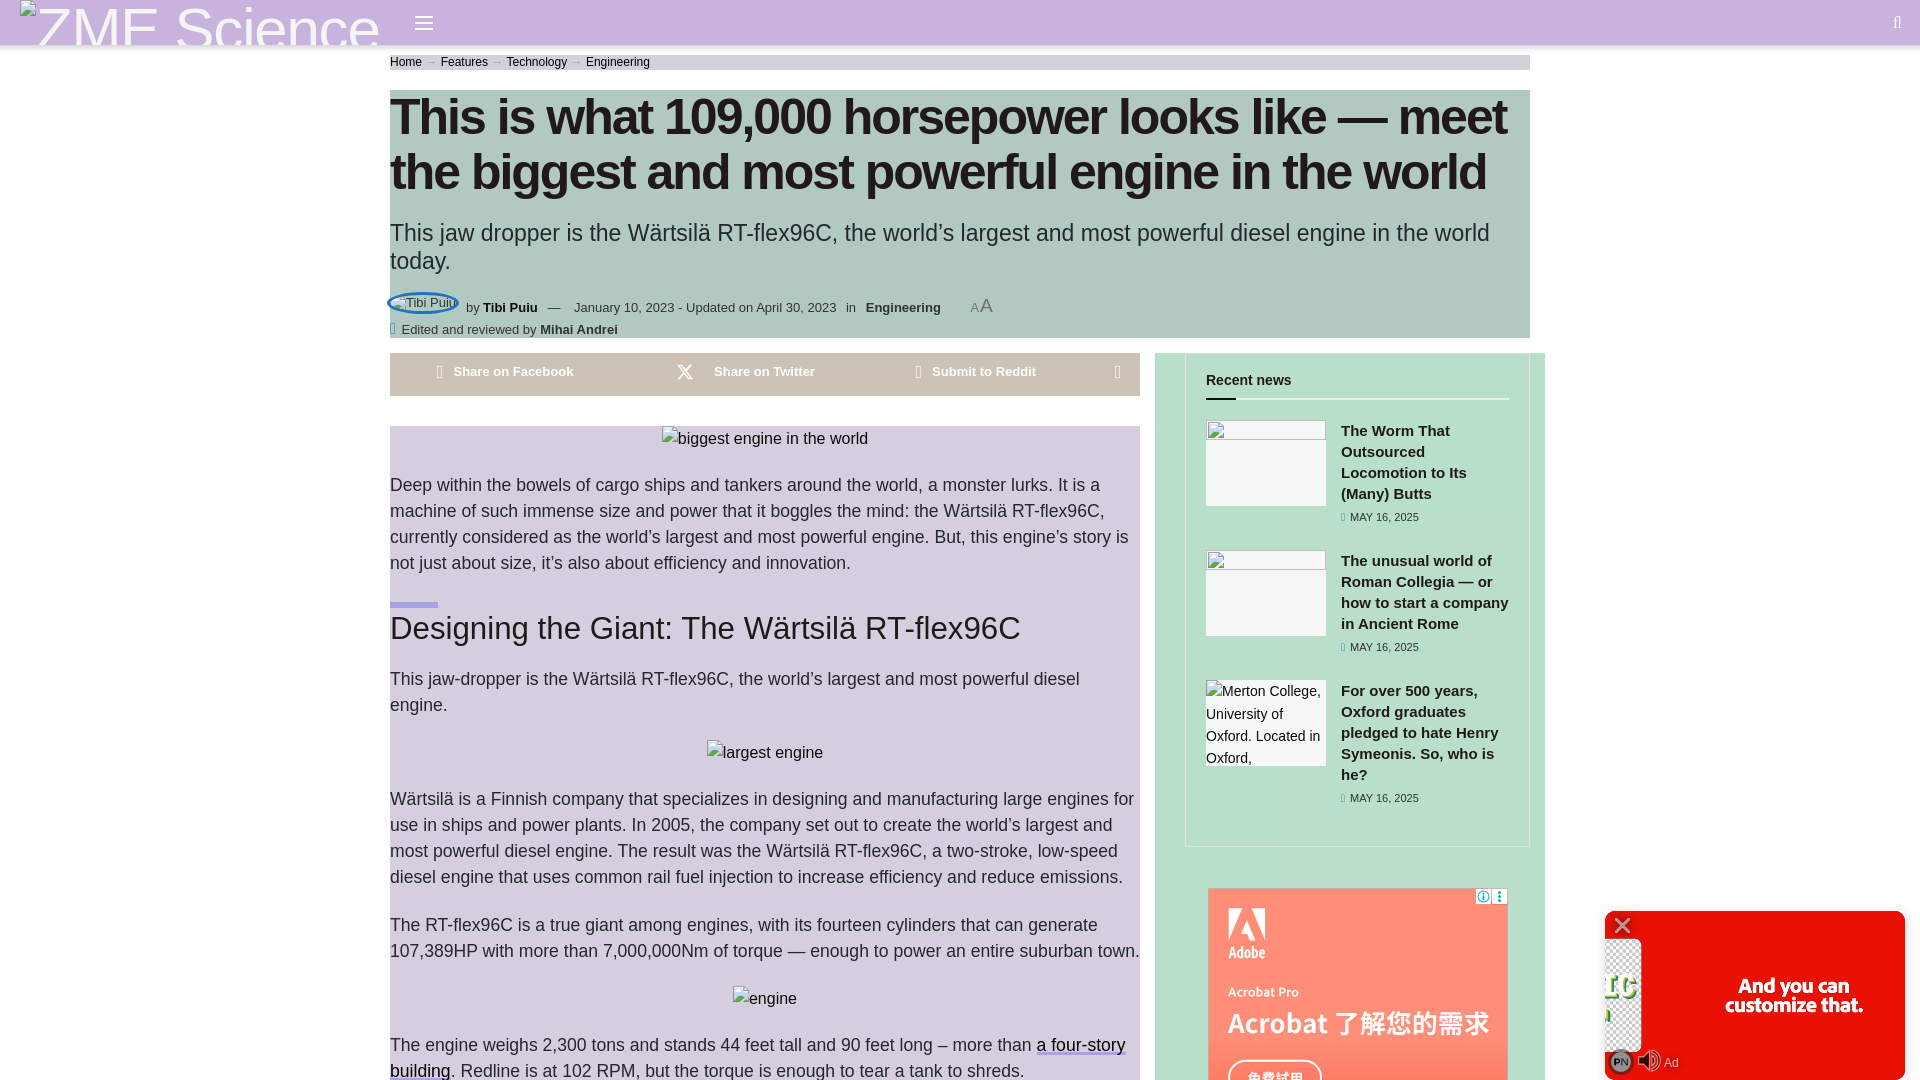 ZME Science
Home → Features → Technology → Engineering
This is what 109,000 horsepower looks like — meet
the biggest and most powerful engine in the world
This jaw dropper is the Wärtsilä RT-flex96C, the world’s largest and most powerful diesel engine in the world
today.
Tibi Puiu by Tibi Puiu — January 10, 2023 - Updated on April 30, 2023 in Engineering A A
Edited and reviewed by Mihai Andrei
Share on Facebook
Share on Twitter
Submit to Reddit
biggest engine in the world
Deep within the bowels of cargo ships and tankers around the world, a monster lurks. It is a
machine of such immense size and power that it boggles the mind: the Wärtsilä RT-flex96C,
currently considered as the world’s largest and most powerful engine. But, this engine’s story is
not just about size, it’s also about efficiency and innovation.
Designing the Giant: The Wärtsilä RT-flex96C
This jaw-dropper is the Wärtsilä RT-flex96C, the world’s largest and most powerful diesel
engine.
largest engine
Wärtsilä is a Finnish company that specializes in designing and manufacturing large engines for
use in ships and power plants. In 2005, the company set out to create the world’s largest and
most powerful diesel engine. The result was the Wärtsilä RT-flex96C, a two-stroke, low-speed
diesel engine that uses common rail fuel injection to increase efficiency and reduce emissions.
The RT-flex96C is a true giant among engines, with its fourteen cylinders that can generate
107,389HP with more than 7,000,000Nm of torque — enough to power an entire suburban town.
engine
The engine weighs 2,300 tons and stands 44 feet tall and 90 feet long – more than a four-story
building. Redline is at 102 RPM, but the torque is enough to tear a tank to shreds.
Recent news
The Worm That
Outsourced
Locomotion to Its
(Many) Butts
MAY 16, 2025
The unusual world of
Roman Collegia — or
how to start a company
in Ancient Rome
MAY 16, 2025
Merton College,
University of
Oxford. Located in
Oxford,
For over 500 years,
Oxford graduates
pledged to hate Henry
Symeonis. So, who is
he?
MAY 16, 2025
Adobe
Acrobat Pro
Acrobat 了解您的需求
免費試用
And you can
customize that.
PN
Ad